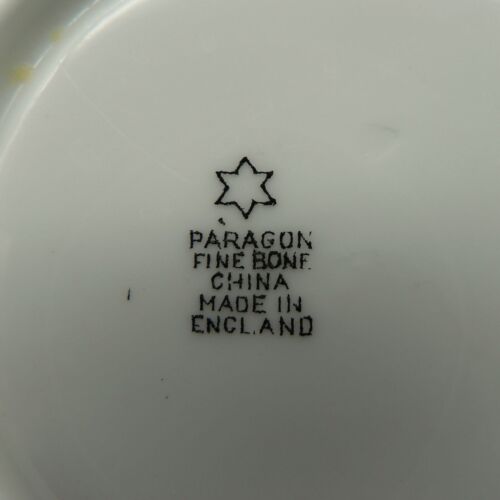 PARAGON
FINE BONE
CHINA
MADE IN
ENGLAND